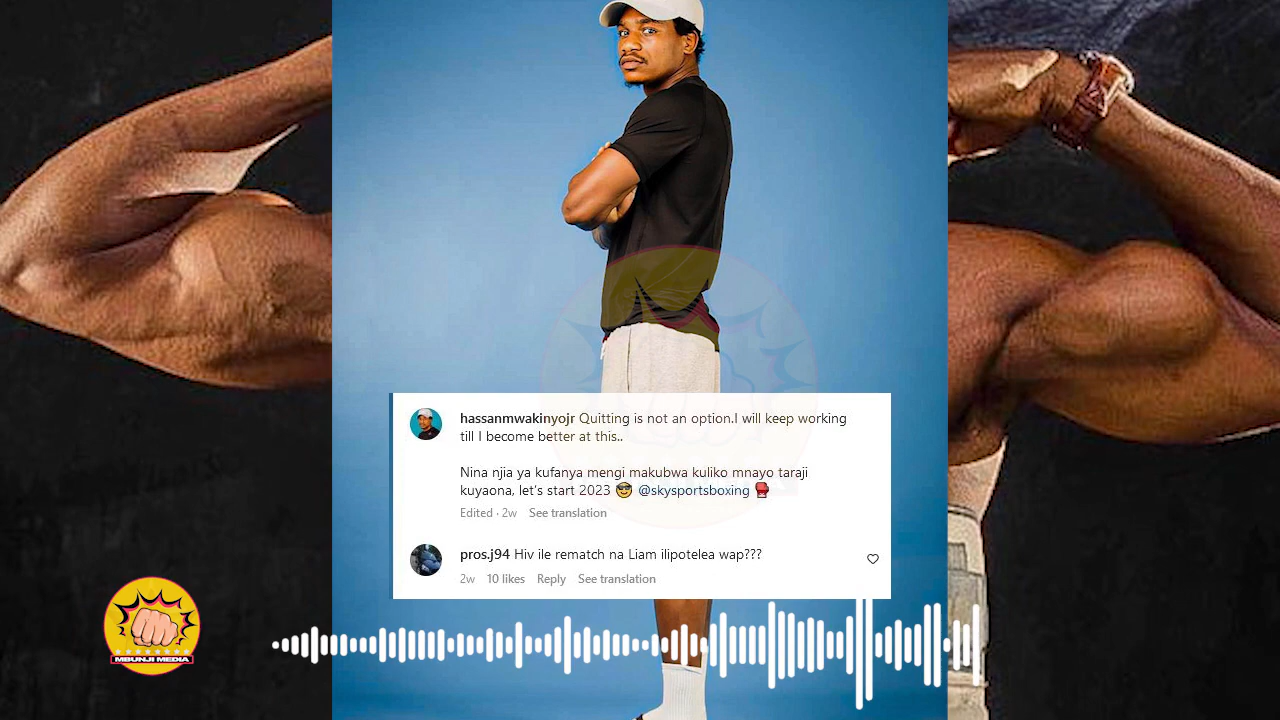 hassanmwakinyojr Quitting is not an option.I will keep working
till I become better at this..
Nina njia ya kufanya mengi makubwa kuliko mnayo taraji
kuyaona, let's start 2023 😎 @skysportsboxing 🥊
Edited · 2w See translation
pros.j94 Hiv ile rematch na Liam ilipotelea wap???
2w 10 likes Reply See translation
MBUNJI MEDIA